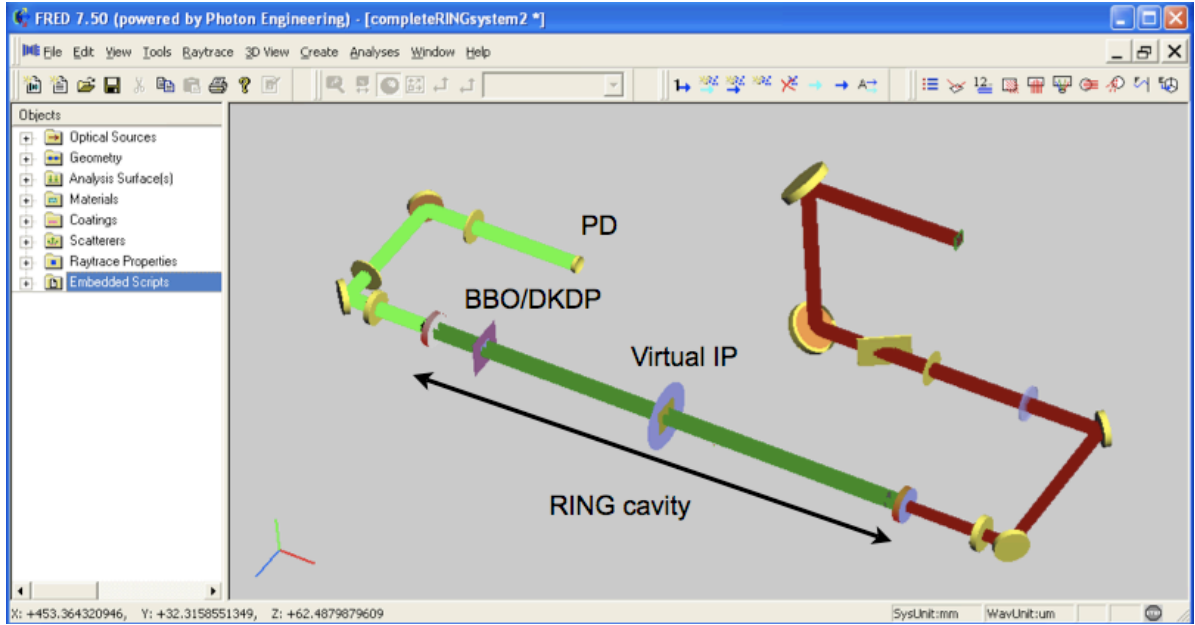 FRED 7.50 (powered by Photon Engineering) - [completeRINGsystem2 *]
File Edit View Tools Raytrace 3D View Create Analyses Window Help
Objects
Optical Sources
Geometry
Analysis Surface(s)
Materials
Coatings
Scatterers
Raytrace Properties
Embedded Scripts
PD
BBO/DKDP
Virtual IP
RING cavity
X: +453.364320946, Y: +32.3158551349, Z: +62.4879879609
SysUnit:mm
WavUnit:um